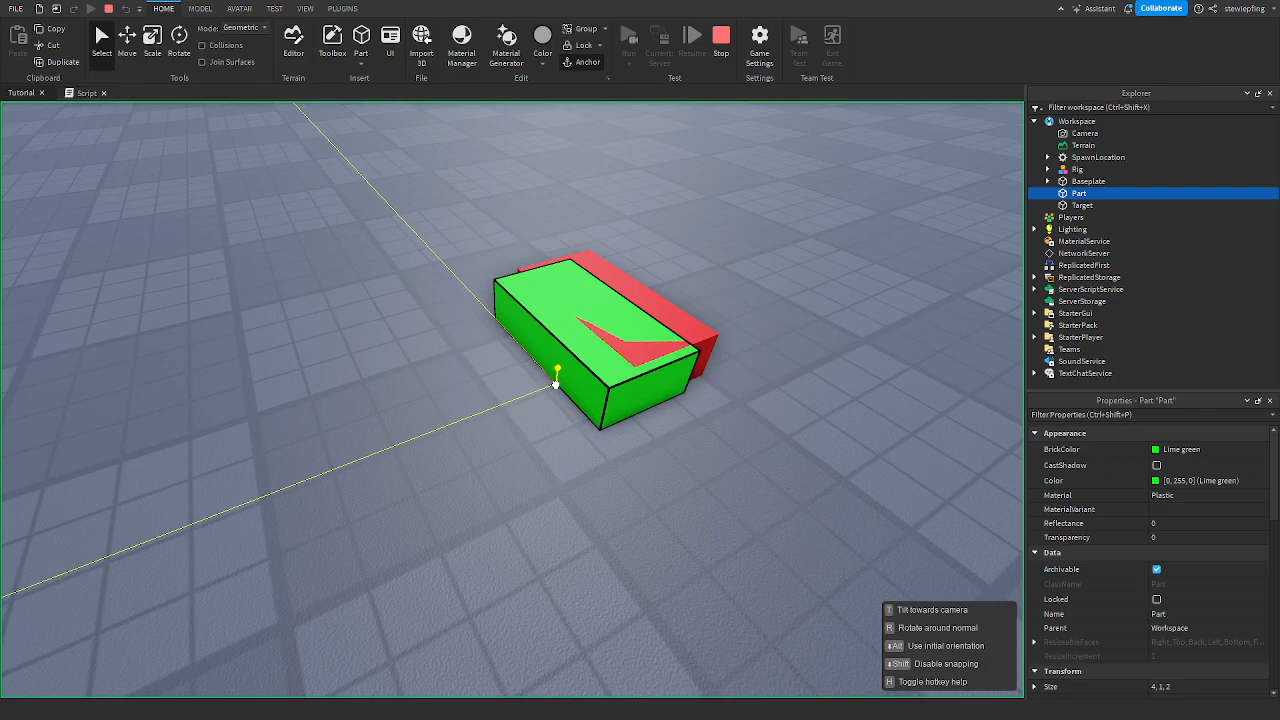 FILE HOME MODEL AVATAR TEST VIEW PLUGINS Assistant Collaborate stewiepfing
Paste Copy Cut Duplicate Clipboard
Select Move Scale Rotate Mode: Geometric Collisions Join Surfaces Tools
Editor Terrain
Toolbox Part UI Insert
Import 3D File
Material Manager Material Generator Color Group Lock Anchor Edit
Run Current: Server Resume Stop Test
Game Settings Settings
Team Test Exit Game Team Test
Tutorial Script
Explorer
Filter workspace (Ctrl+Shift+X)
Workspace
Camera
Terrain
SpawnLocation
Rig
Baseplate
Part
Target
Players
Lighting
MaterialService
NetworkServer
ReplicatedFirst
ReplicatedStorage
ServerScriptService
ServerStorage
StarterGui
StarterPack
StarterPlayer
Teams
SoundService
TextChatService
Properties - Part "Part"
Filter Properties (Ctrl+Shift+P)
Appearance
BrickColor Lime green
CastShadow
Color [0, 255, 0] (Lime green)
Material Plastic
MaterialVariant
Reflectance 0
Transparency 0
Data
Archivable
ClassName Part
Locked
Name Part
Parent Workspace
ResizeableFaces Right, Top, Back, Left, Bottom, F...
ResizeIncrement 1
Transform
Size 4, 1, 2
T Tilt towards camera
R Rotate around normal
Alt Use initial orientation
Shift Disable snapping
H Toggle hotkey help